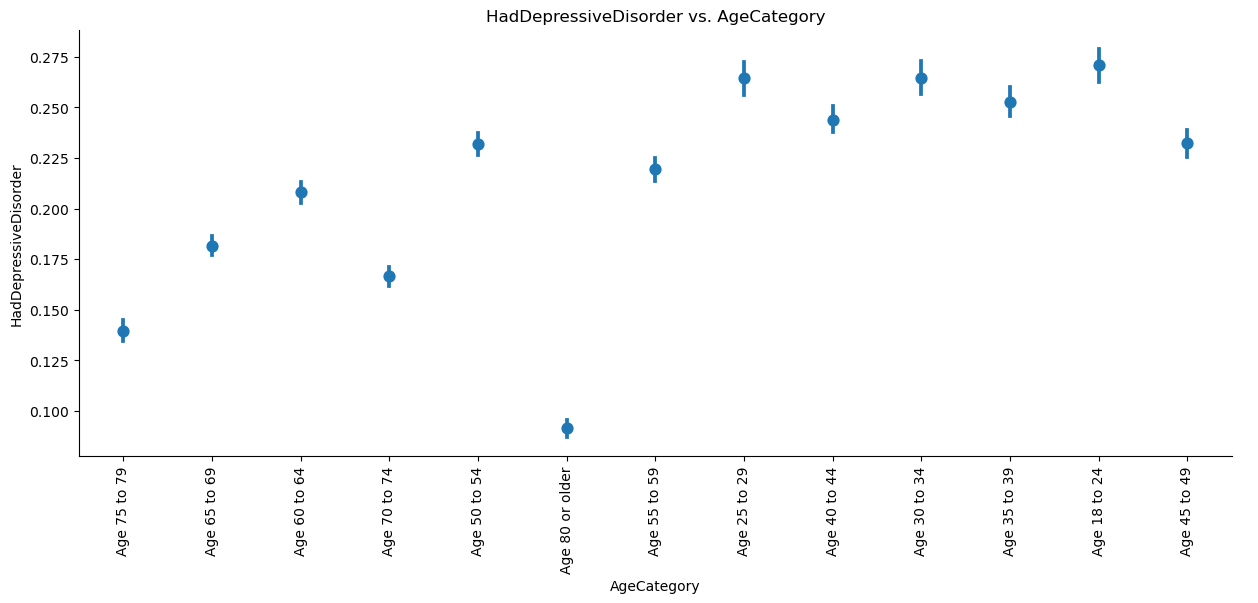 HadDepressiveDisorder vs. AgeCategory
HadDepressiveDisorder
0.275
0.250
0.225
0.200
0.175
0.150
0.125
0.100
Age 75 to 79
Age 65 to 69
Age 60 to 64
Age 70 to 74
Age 50 to 54
Age 80 or older
Age 55 to 59
Age 25 to 29
Age 40 to 44
Age 30 to 34
Age 35 to 39
Age 18 to 24
Age 45 to 49
AgeCategory